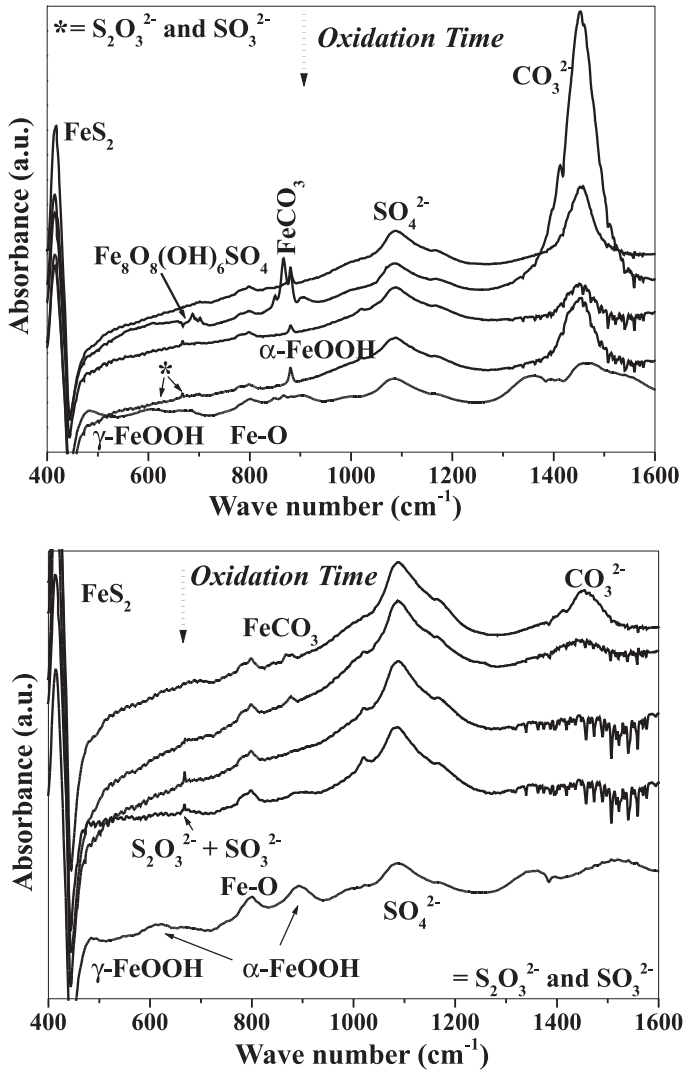 *= S₂O₃²⁻ and SO₃²⁻
Oxidation Time
CO₃²⁻
FeS₂
FeCO₃
SO₄²⁻
Fe₈O₈(OH)₆SO₄
α-FeOOH
*
γ-FeOOH
Fe-O
Absorbance (a.u.)
400 600 800 1000 1200 1400 1600
Wave number (cm⁻¹)
Oxidation Time
CO₃²⁻
FeS₂
FeCO₃
S₂O₃²⁻ + SO₃²⁻
Fe-O
SO₄²⁻
γ-FeOOH
α-FeOOH
= S₂O₃²⁻ and SO₃²⁻
Absorbance (a.u.)
400 600 800 1000 1200 1400 1600
Wave number (cm⁻¹)